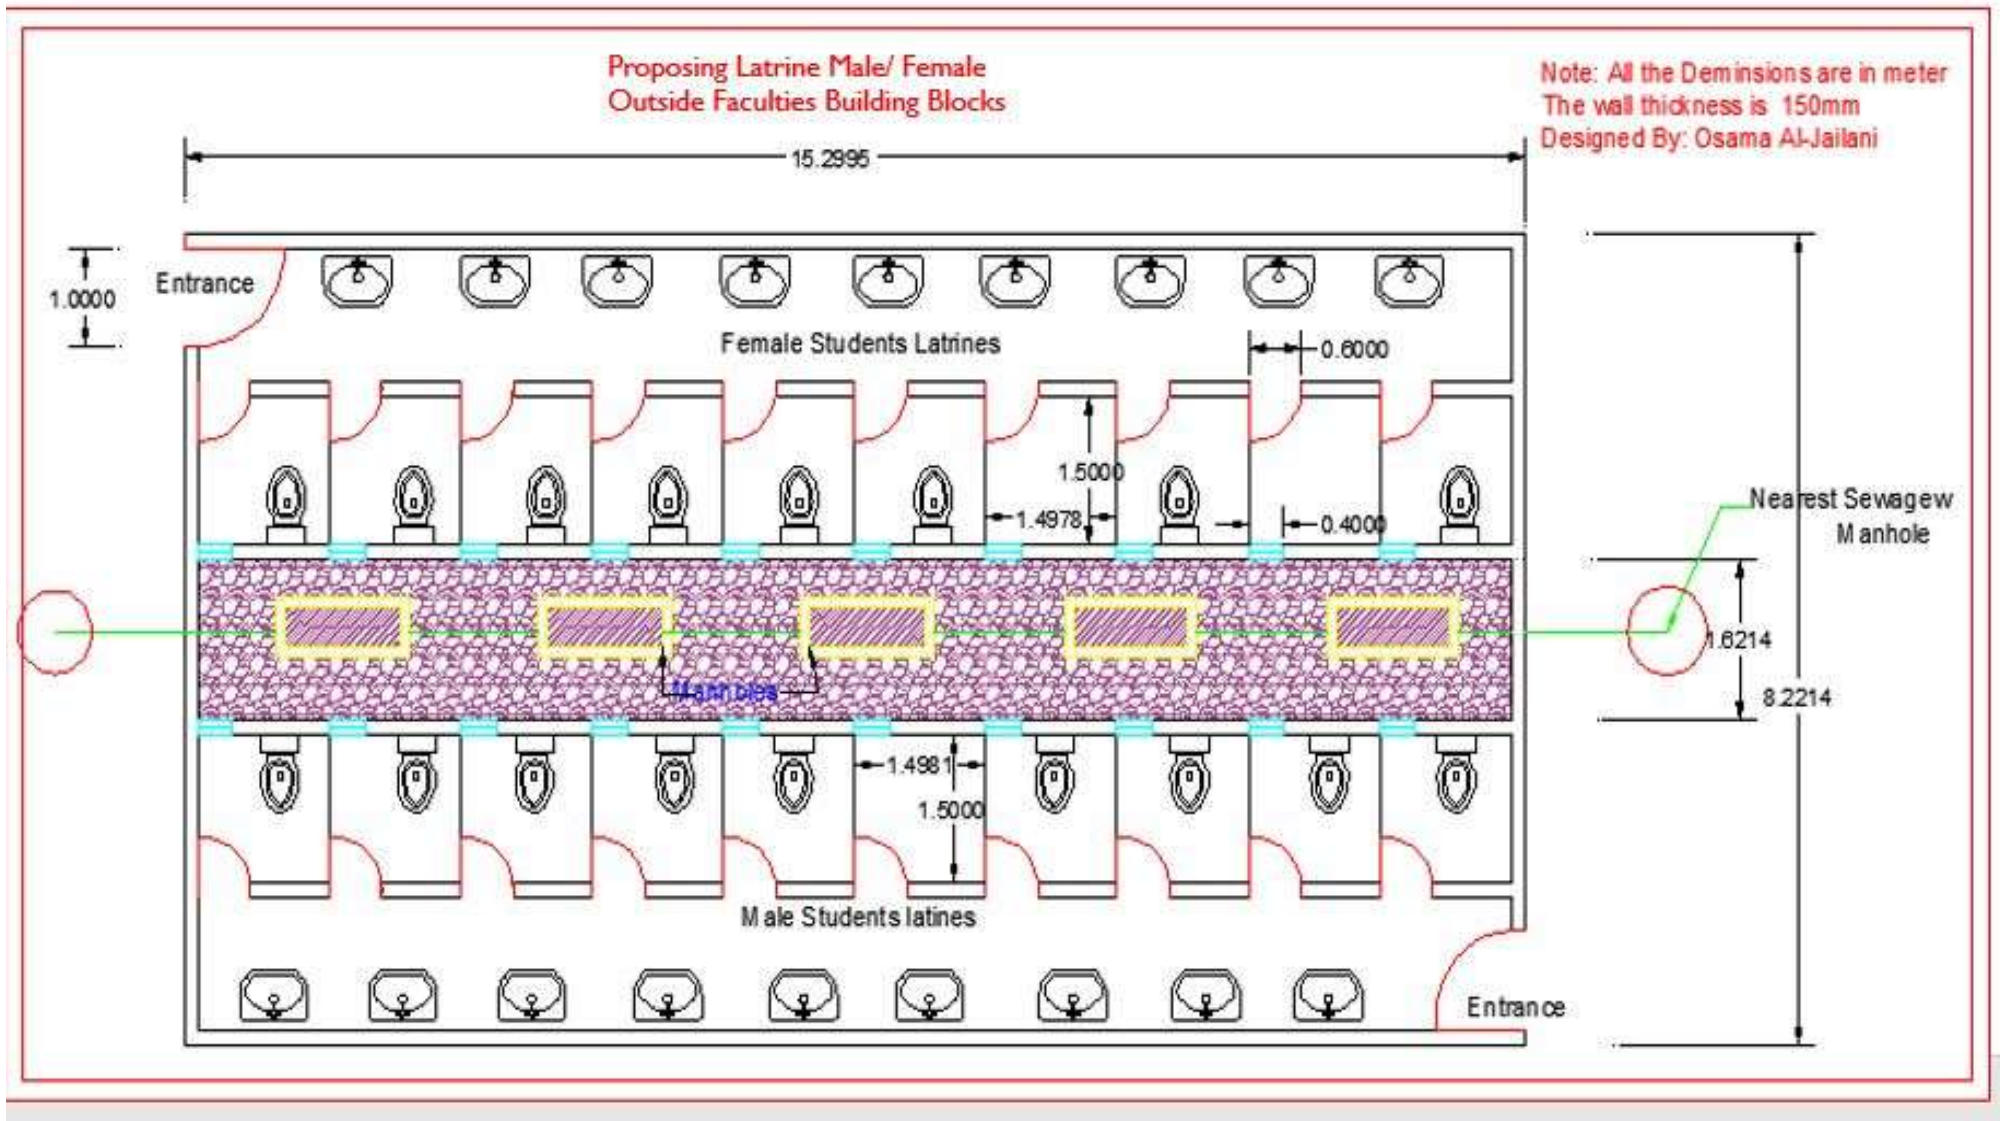 Proposing Latrine Male/ Female
Outside Faculties Building Blocks
Note: All the Deminsions are in meter
The wall thickness is 150mm
Designed By: Osama Al-Jailani
15.2995
Entrance
1.0000
Female Students Latrines
0.6000
1.5000
1.4978
0.4000
Nearest Sewagew
Manhole
1.6214
8.2214
Manholes
1.4981
1.5000
Male Students latines
Entrance